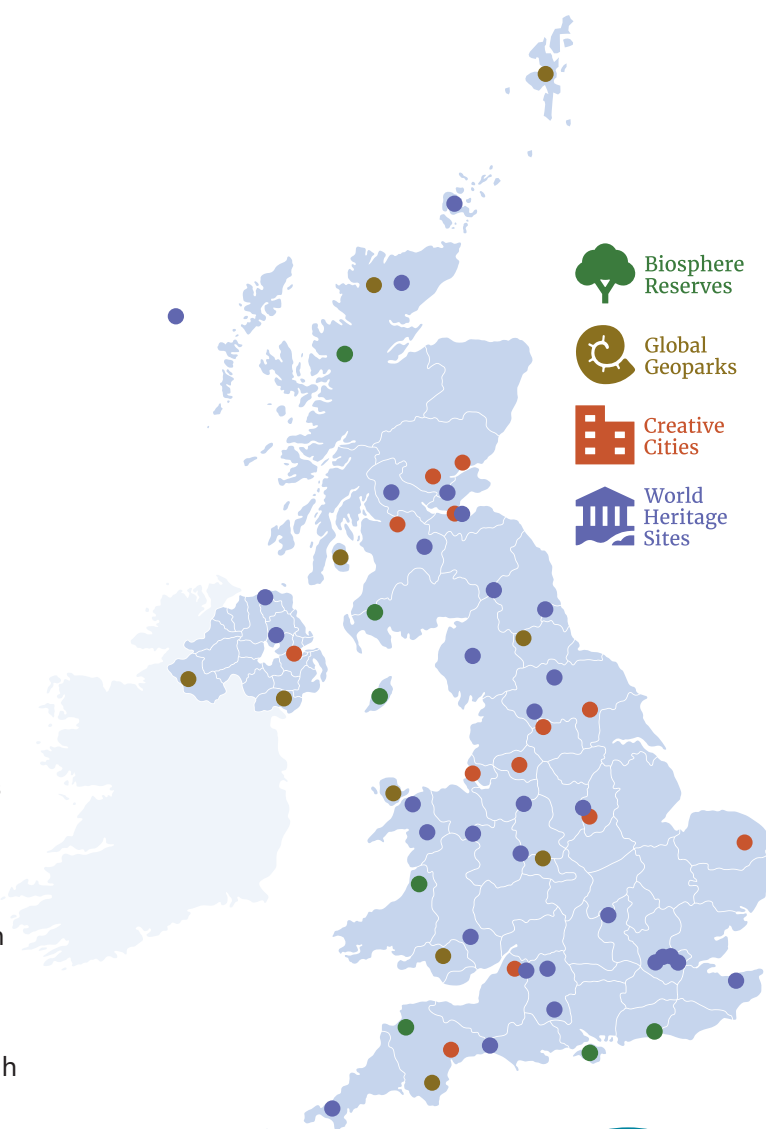 Biosphere
Reserves
Global
Geoparks
Creative
Cities
World
Heritage
Sites
n
h